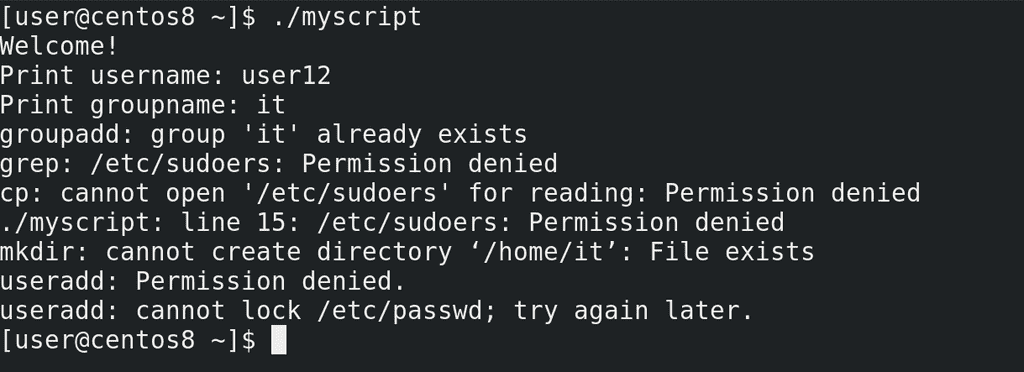 [user@centos8 ~]$ ./myscript
Welcome!
Print username: user12
Print groupname: it
groupadd: group 'it' already exists
grep: /etc/sudoers: Permission denied
cp: cannot open '/etc/sudoers' for reading: Permission denied
./myscript: line 15: /etc/sudoers: Permission denied
mkdir: cannot create directory ‘/home/it’: File exists
useradd: Permission denied.
useradd: cannot lock /etc/passwd; try again later.
[user@centos8 ~]$